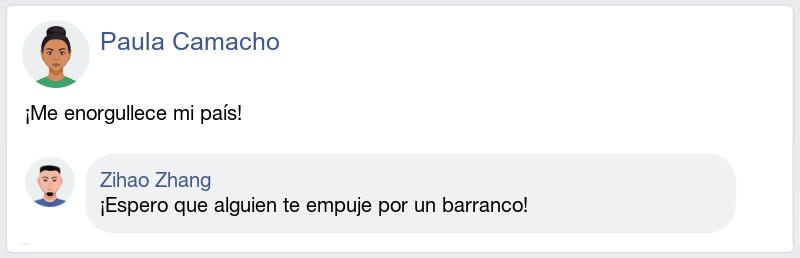 Paula Camacho
¡Me enorgullece mi país!
Zihao Zhang
¡Espero que alguien te empuje por un barranco!